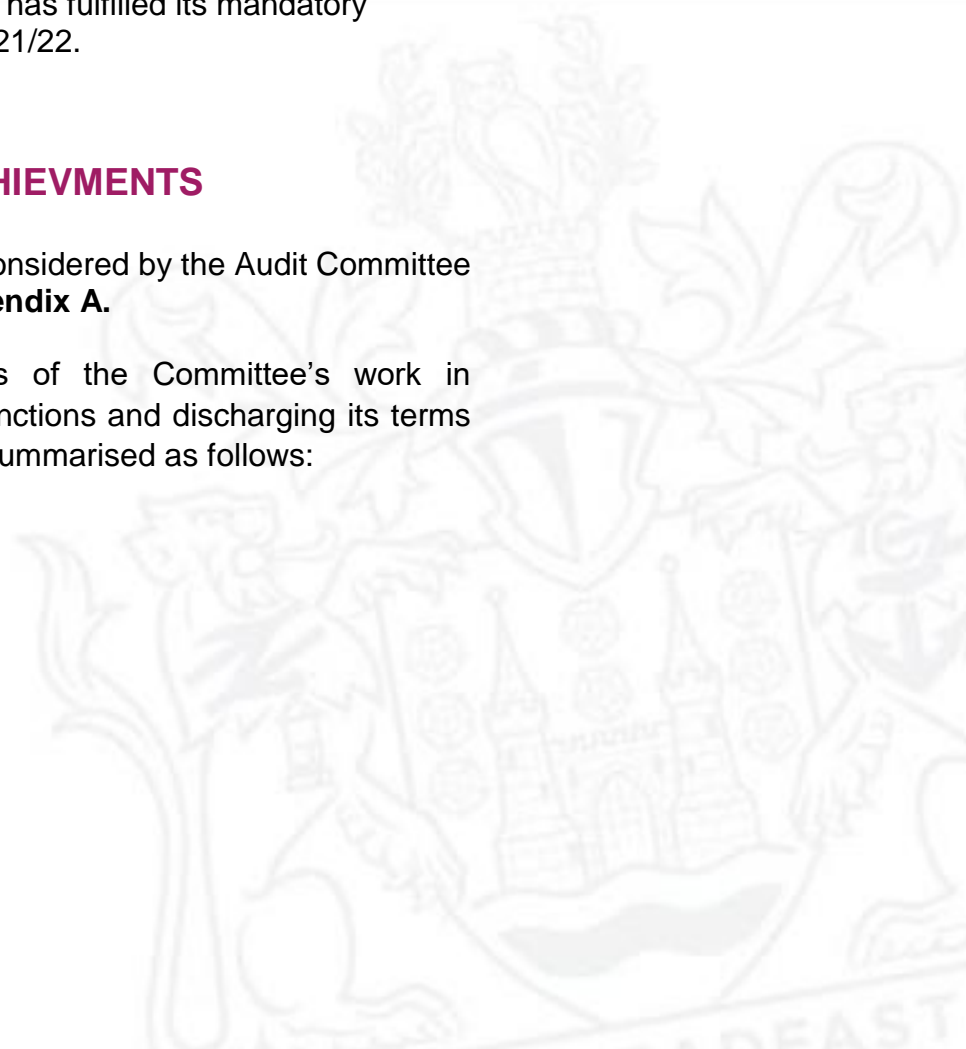 has fulfilled its mandatory
21/22.
HIEVMENTS
onsidered by the Audit Committee
endix A.
s of the Committee’s work in
nctions and discharging its terms
summarised as follows: